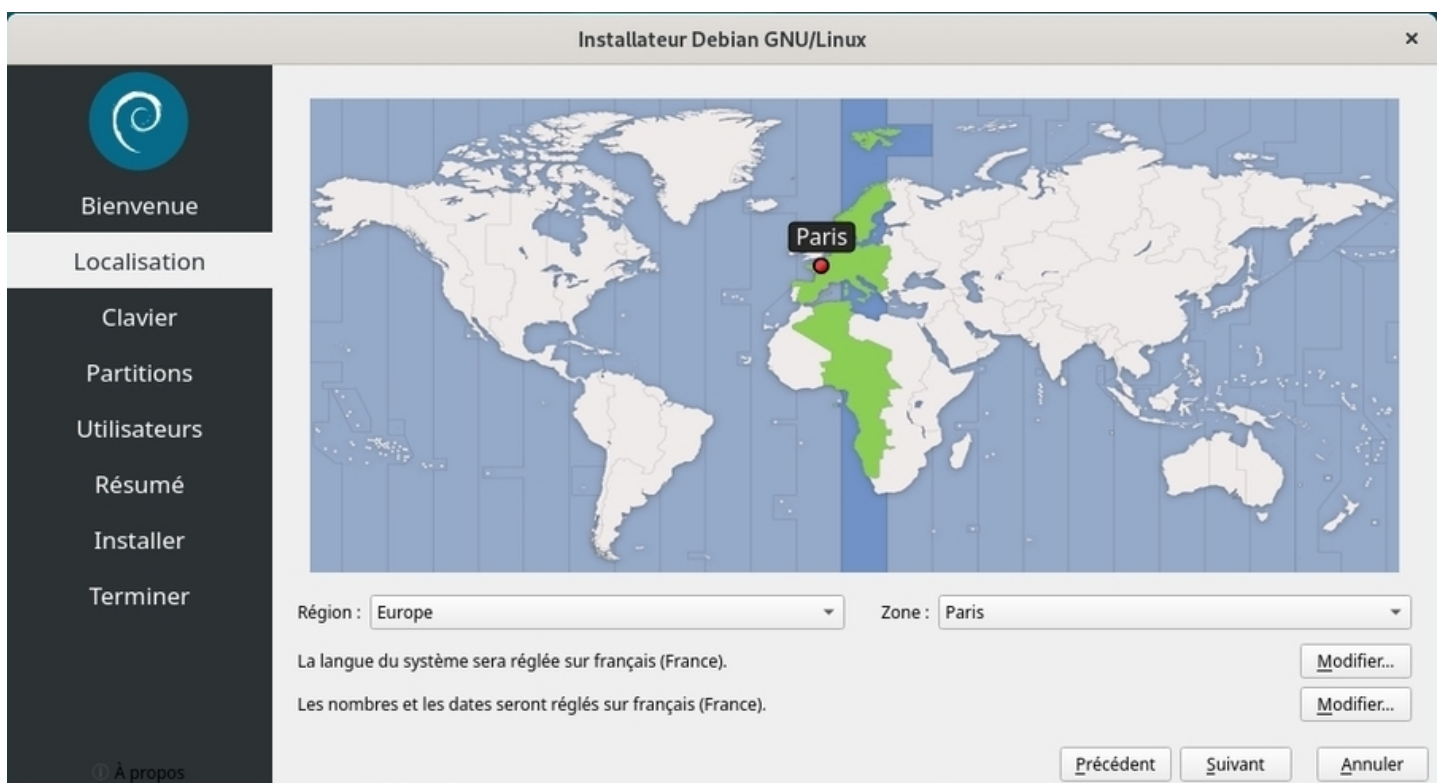 Installateur Debian GNU/Linux
Bienvenue
Localisation
Clavier
Partitions
Utilisateurs
Résumé
Installer
Terminer
À propos
Paris
Région : Europe
Zone : Paris
La langue du système sera réglée sur français (France).
Modifier...
Les nombres et les dates seront réglés sur français (France).
Modifier...
Précédent
Suivant
Annuler